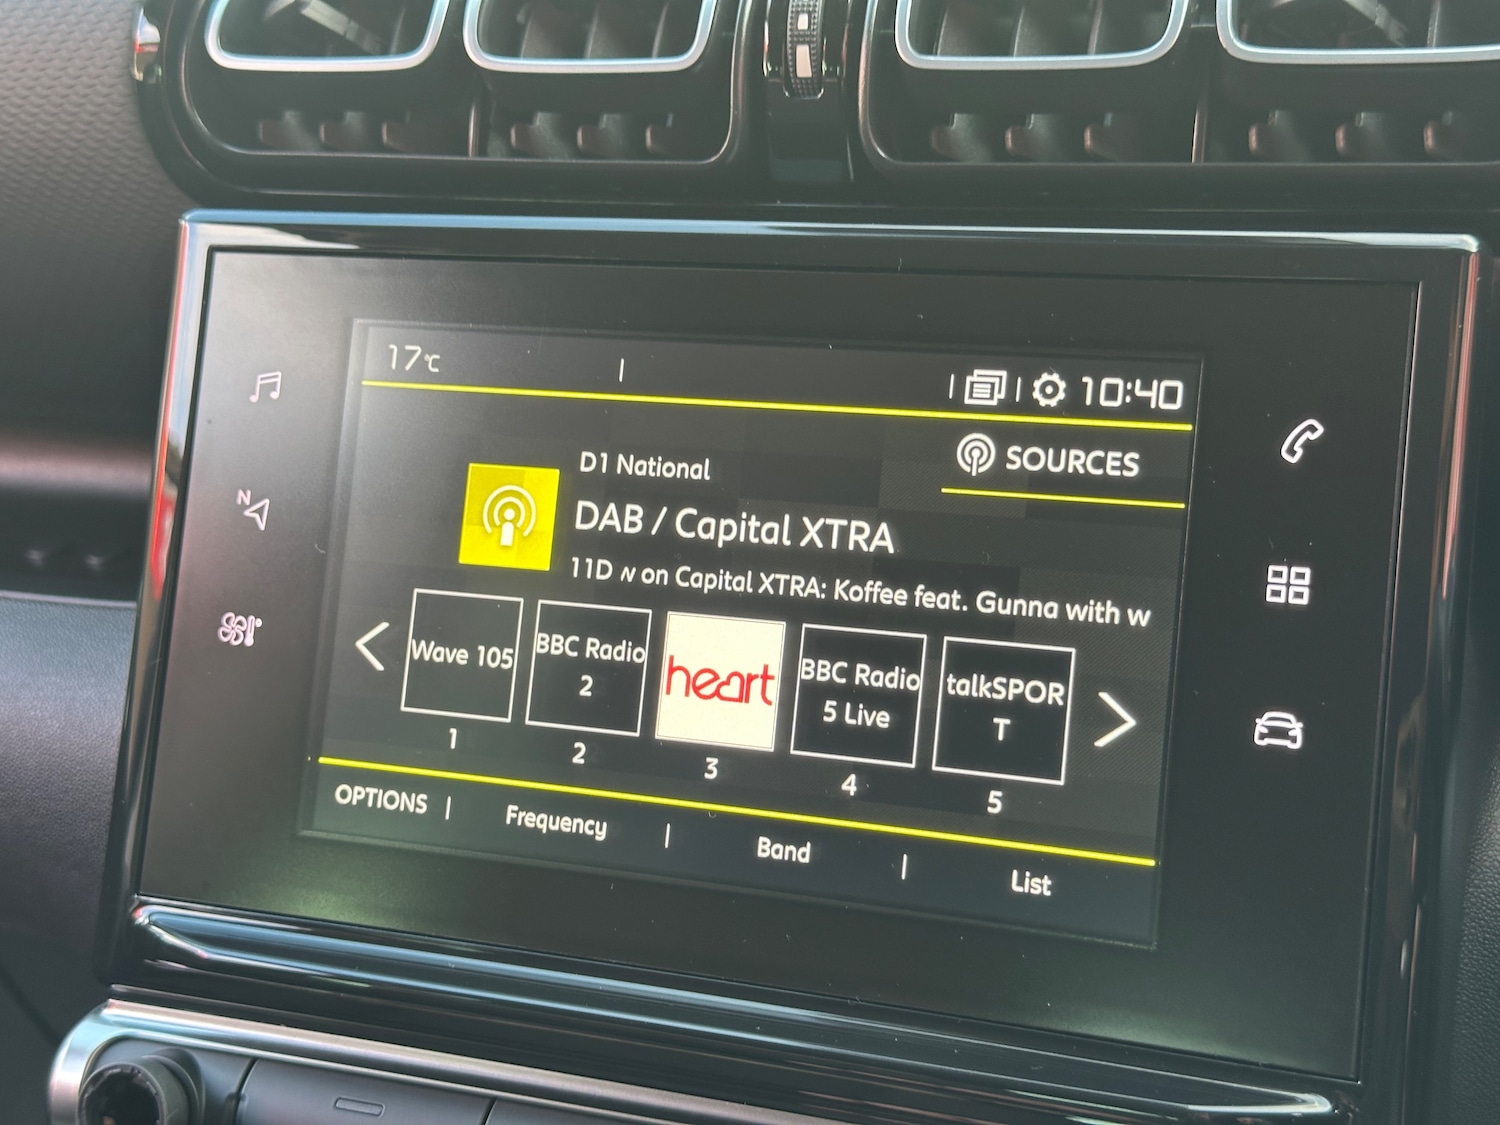 17°C
10:40
SOURCES
D1 National
DAB / Capital XTRA
on Capital XTRA: Koffee feat. Gunna with w
Wave 105
BBC Radio
2
heart
BBC Radio
5 Live
talkSPOR
T
1
2
3
4
5
OPTIONS
Frequency
Band
List
N